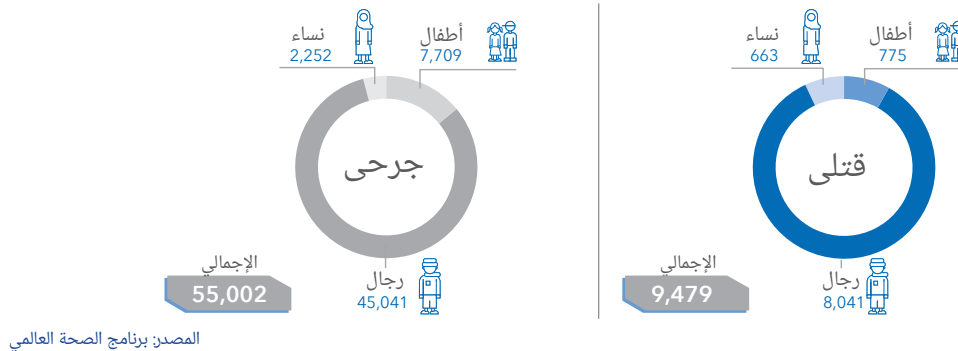 أطفال
775
نساء
663
قتلى
رجال
8,041
الإجمالي
9,479
أطفال
7,709
نساء
2,252
جرحى
رجال
45,041
الإجمالي
55,002
المصدر: برنامج الصحة العالمي